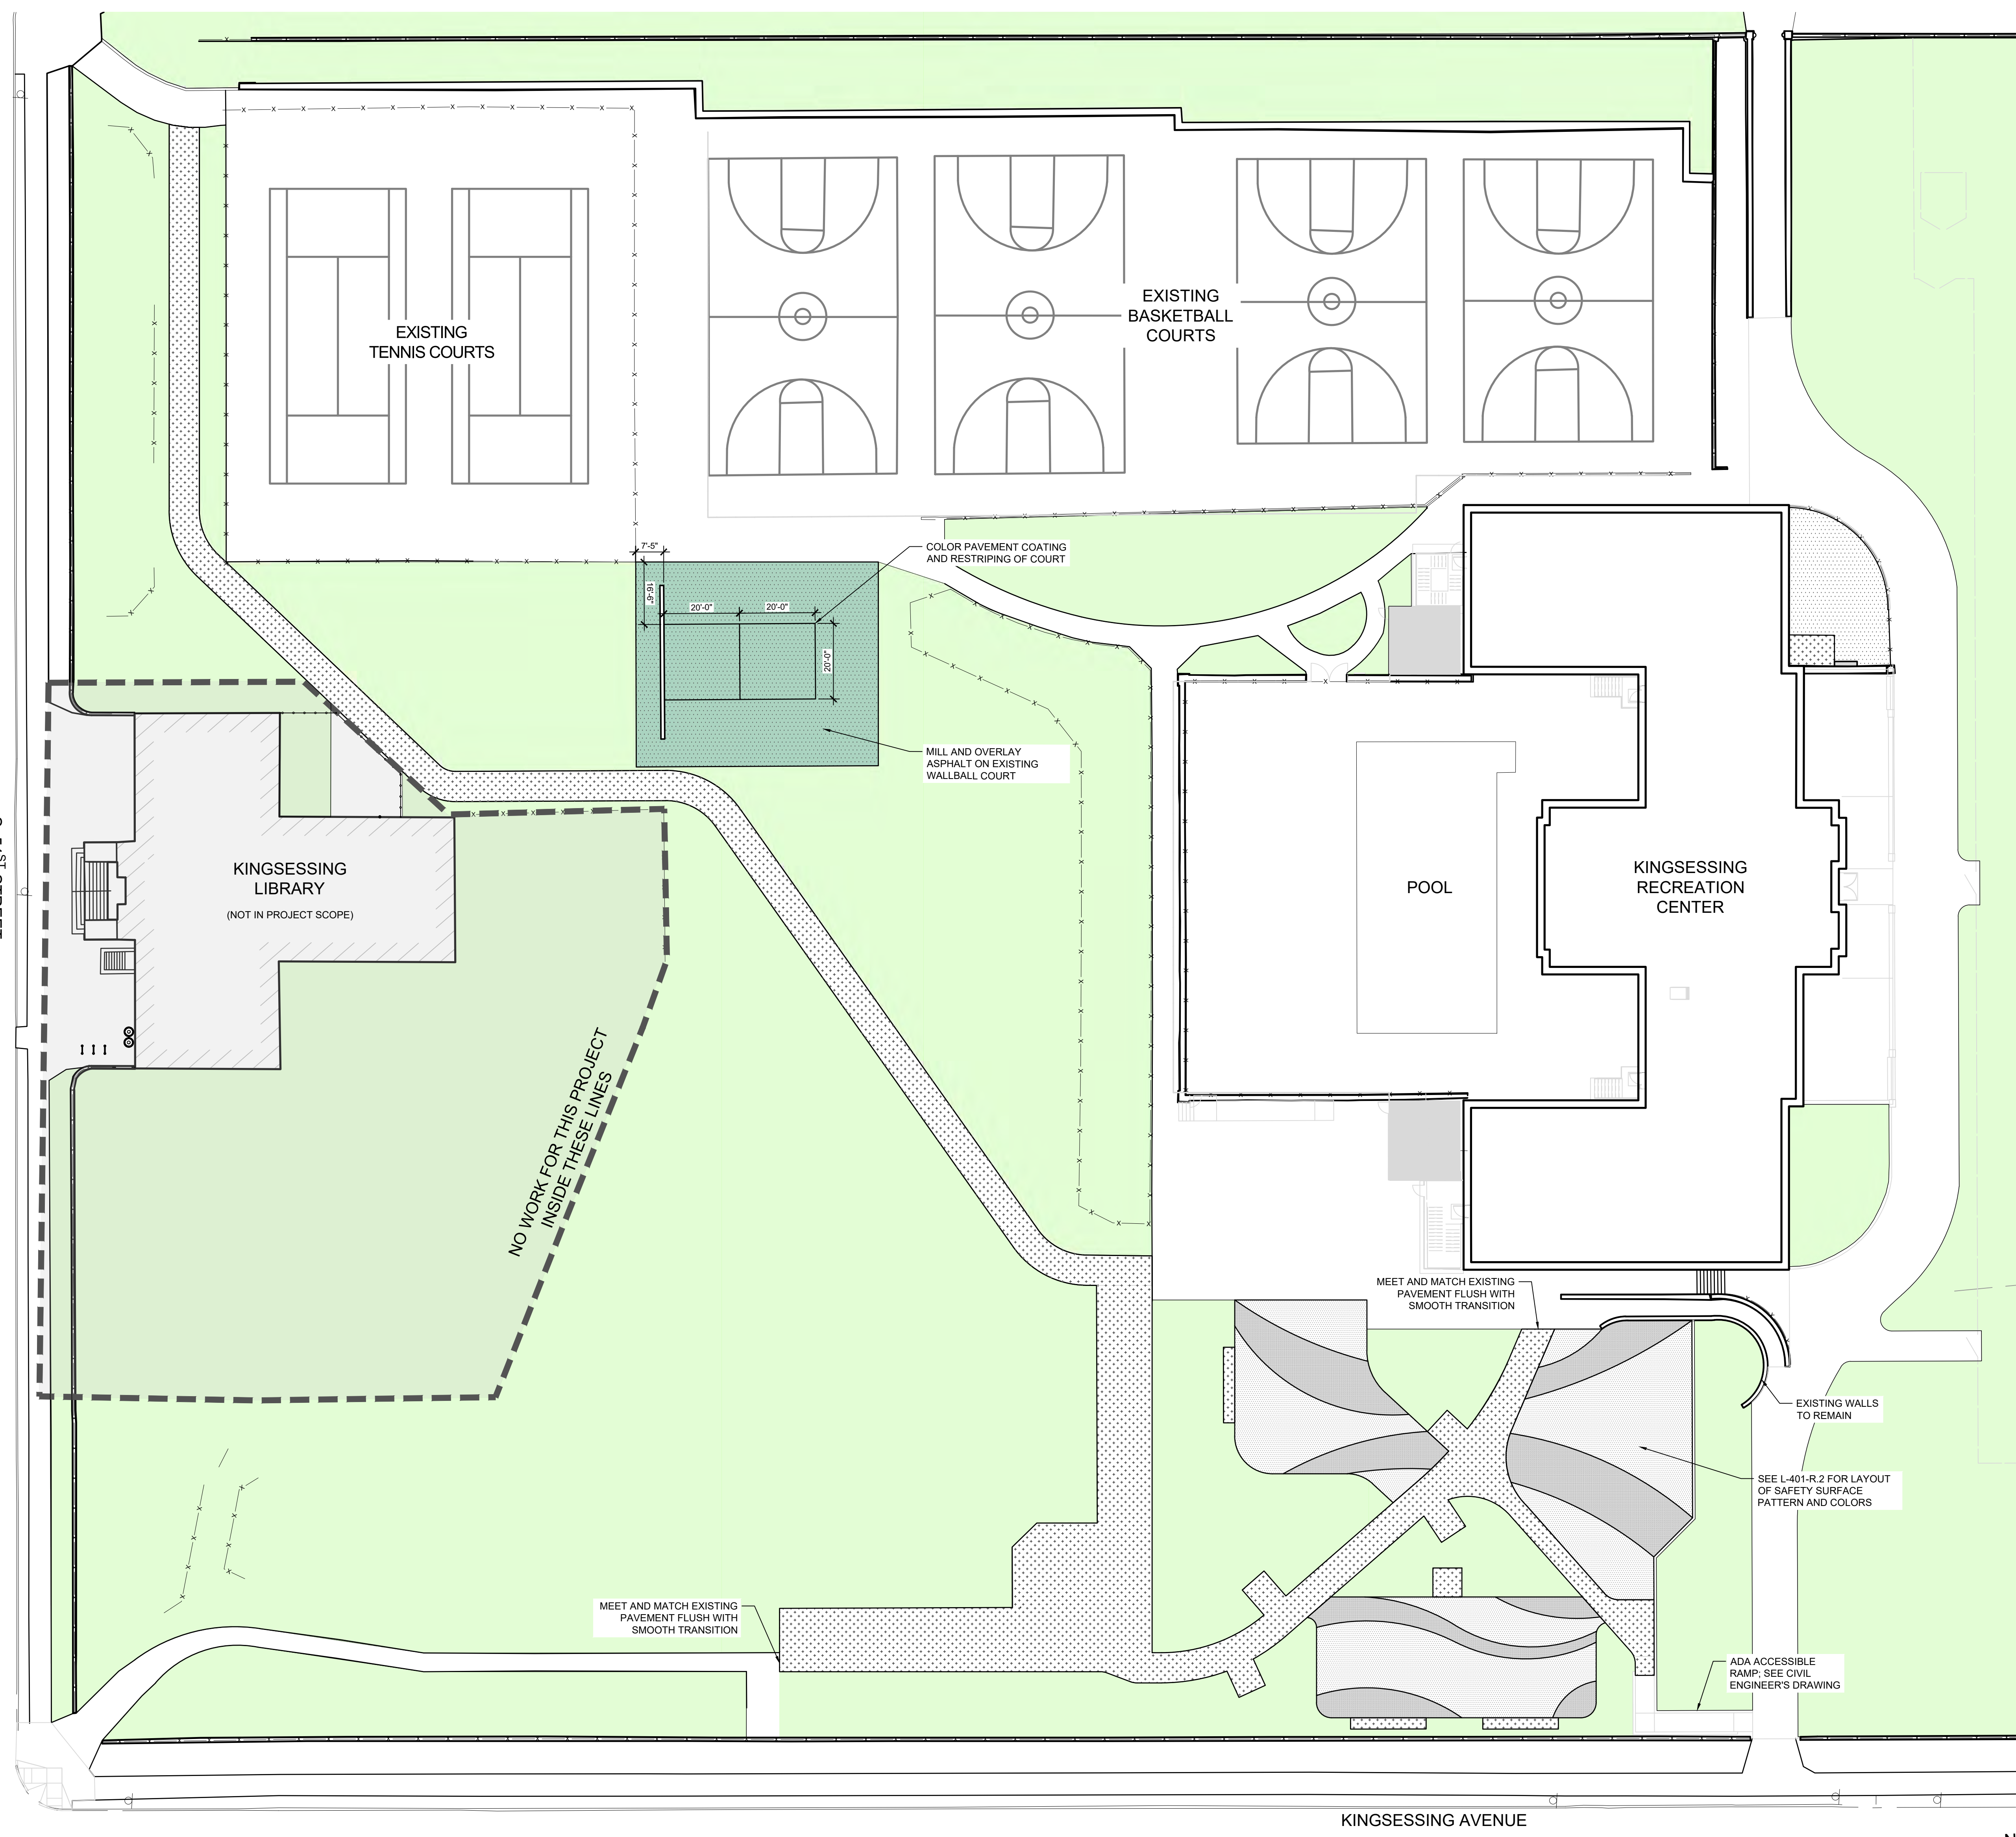 EXISTING
TENNIS COURTS
EXISTING
BASKETBALL
COURTS
7'-5"
16'-6"
20'-0"
20'-0"
20'-0"
COLOR PAVEMENT COATING
AND RESTRIPING OF COURT
MILL AND OVERLAY
ASPHALT ON EXISTING
WALLBALL COURT
KINGSESSING
LIBRARY
(NOT IN PROJECT SCOPE)
POOL
KINGSESSING
RECREATION
CENTER
NO WORK FOR THIS PROJECT
INSIDE THESE LINES
MEET AND MATCH EXISTING
PAVEMENT FLUSH WITH
SMOOTH TRANSITION
EXISTING WALLS
TO REMAIN
SEE L-401-R.2 FOR LAYOUT
OF SAFETY SURFACE
PATTERN AND COLORS
MEET AND MATCH EXISTING
PAVEMENT FLUSH WITH
SMOOTH TRANSITION
ADA ACCESSIBLE
RAMP; SEE CIVIL
ENGINEER'S DRAWING
KINGSESSING AVENUE